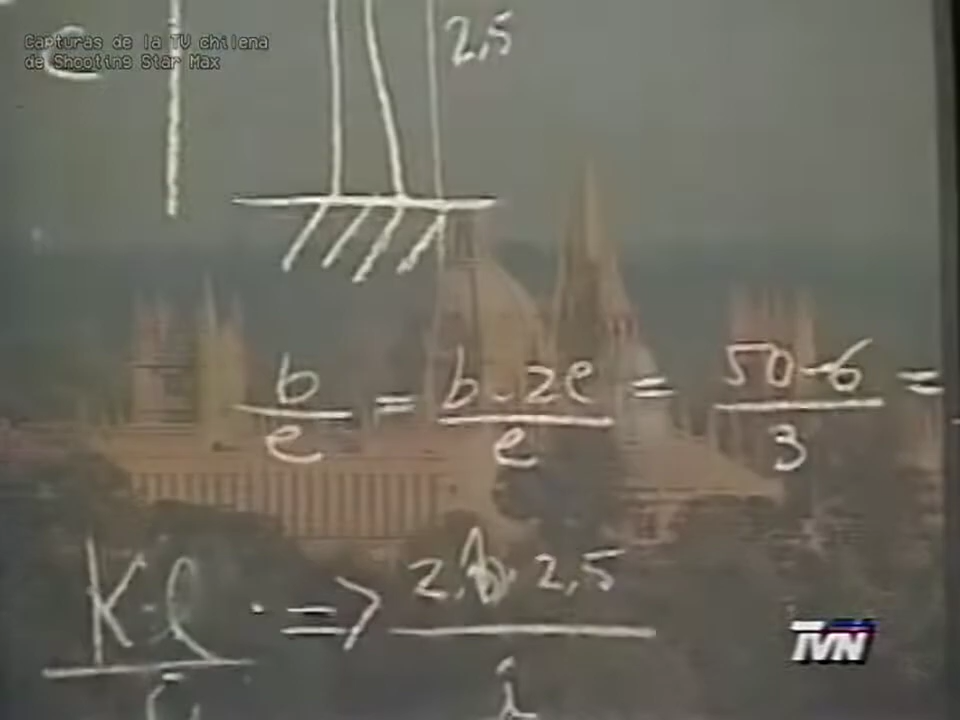 Capturas de la TV chilena
de Shooting Star Max
C
2,5
b/e = b-2e/e = 50-6/3 =
K·l/i => 2,b·2,5/i
TVN